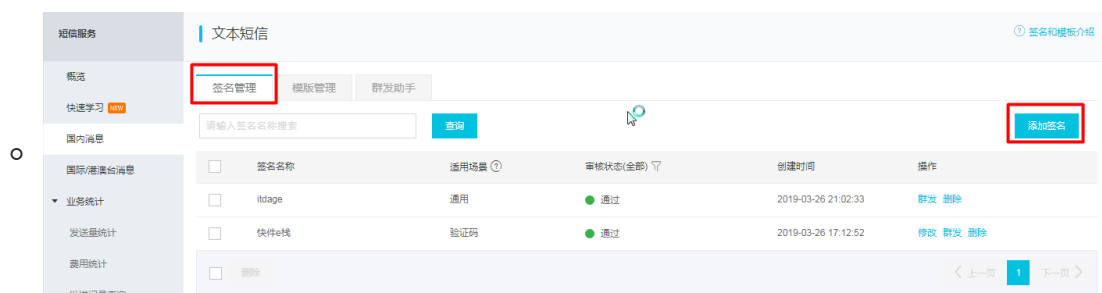 短信服务
文本短信
签名和模板介绍
概览
快速学习 NEW
国内消息
国际/港澳台消息
业务统计
发送量统计
费用统计
签名管理 模版管理 群发助手
请输入签名名称搜索 查询 添加签名
签名名称 适用场景 审核状态(全部) 创建时间 操作
itdage 通用 通过 2019-03-26 21:02:33 群发 删除
快件e栈 验证码 通过 2019-03-26 17:12:52 修改 群发 删除
删除 上一页 1 下一页